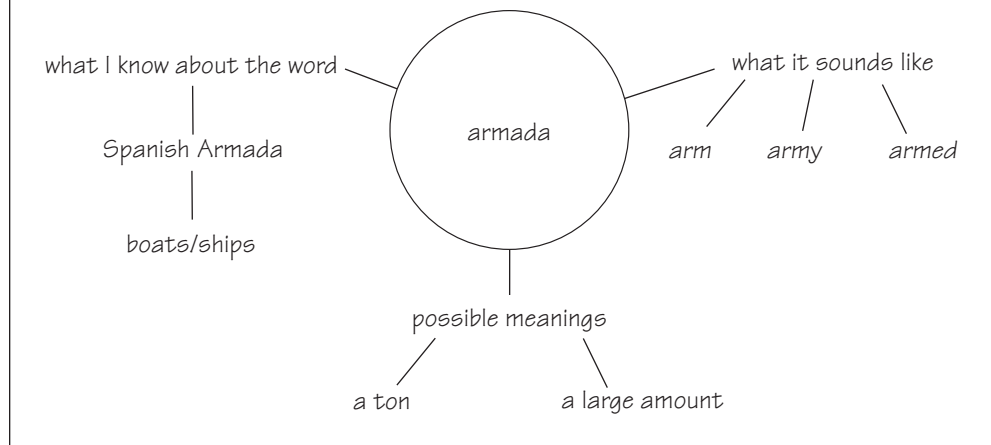 what I know about the word
what it sounds like
armada
Spanish Armada
arm
army
armed
boats/ships
possible meanings
a ton
a large amount